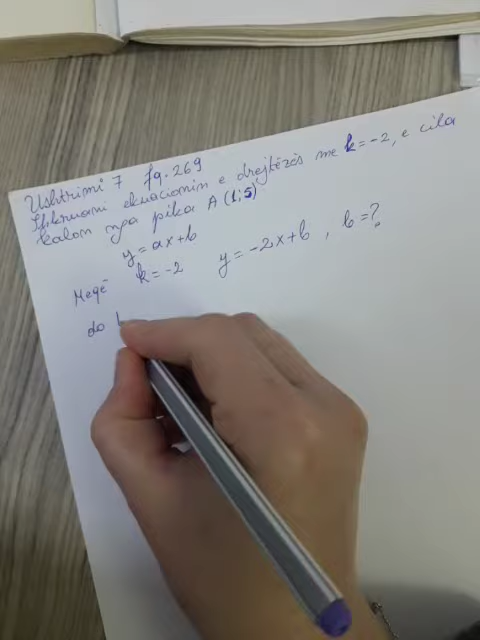 Ushtrimi 7 fq. 269
Shkruani ekuacionin e drejtëzës me k = -2, e cila
kalon nga pika A (1;5)
y = ax + b
Meqë k = -2 y = -2x + b , b = ?
do